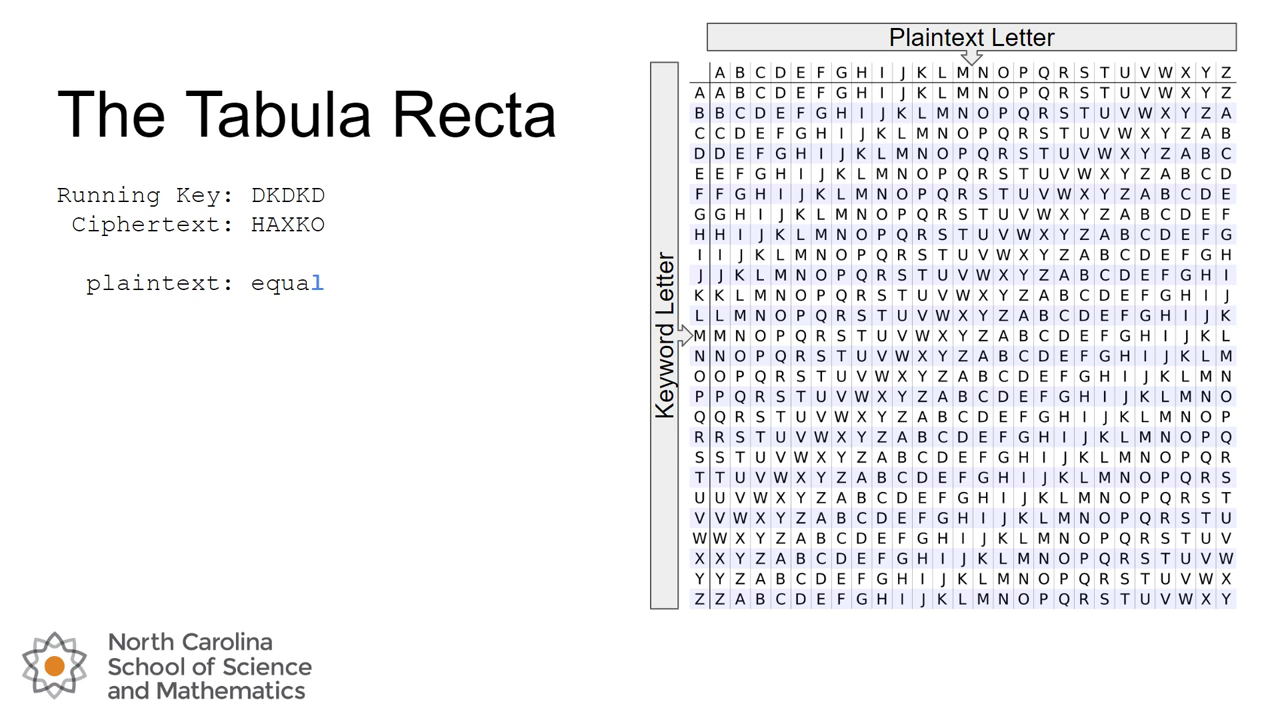 Plaintext Letter
The Tabula Recta
Running Key: DKDKD
Ciphertext: HAXKO
plaintext: equal
Keyword Letter
A B C D E F G H I J K L M N O P Q R S T U V W X Y Z
A A B C D E F G H I J K L M N O P Q R S T U V W X Y Z
B B C D E F G H I J K L M N O P Q R S T U V W X Y Z A
C C D E F G H I J K L M N O P Q R S T U V W X Y Z A B
D D E F G H I J K L M N O P Q R S T U V W X Y Z A B C
E E F G H I J K L M N O P Q R S T U V W X Y Z A B C D
F F G H I J K L M N O P Q R S T U V W X Y Z A B C D E
G G H I J K L M N O P Q R S T U V W X Y Z A B C D E F
H H I J K L M N O P Q R S T U V W X Y Z A B C D E F G
I I J K L M N O P Q R S T U V W X Y Z A B C D E F G H
J J K L M N O P Q R S T U V W X Y Z A B C D E F G H I
K K L M N O P Q R S T U V W X Y Z A B C D E F G H I J
L L M N O P Q R S T U V W X Y Z A B C D E F G H I J K
M M N O P Q R S T U V W X Y Z A B C D E F G H I J K L
N N O P Q R S T U V W X Y Z A B C D E F G H I J K L M
O O P Q R S T U V W X Y Z A B C D E F G H I J K L M N
P P Q R S T U V W X Y Z A B C D E F G H I J K L M N O
Q Q R S T U V W X Y Z A B C D E F G H I J K L M N O P
R R S T U V W X Y Z A B C D E F G H I J K L M N O P Q
S S T U V W X Y Z A B C D E F G H I J K L M N O P Q R
T T U V W X Y Z A B C D E F G H I J K L M N O P Q R S
U U V W X Y Z A B C D E F G H I J K L M N O P Q R S T
V V W X Y Z A B C D E F G H I J K L M N O P Q R S T U
W W X Y Z A B C D E F G H I J K L M N O P Q R S T U V
X X Y Z A B C D E F G H I J K L M N O P Q R S T U V W
Y Y Z A B C D E F G H I J K L M N O P Q R S T U V W X
Z Z A B C D E F G H I J K L M N O P Q R S T U V W X Y
North Carolina
School of Science
and Mathematics